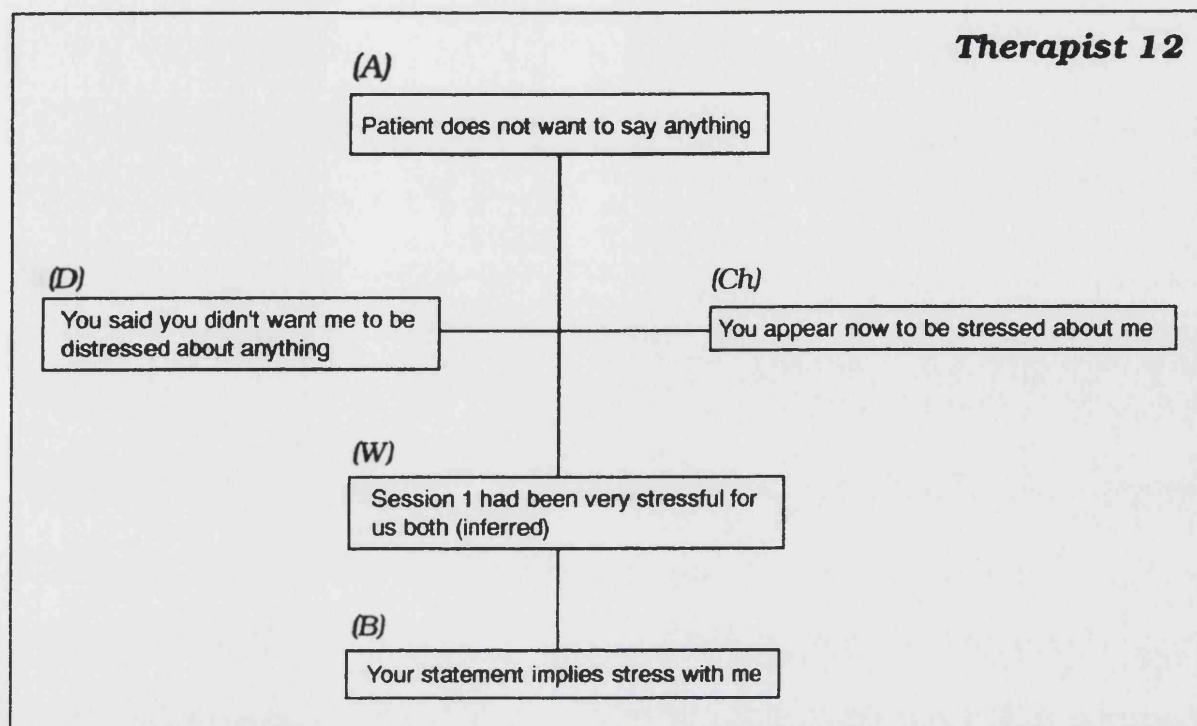 Therapist 12
(A)
Patient does not want to say anything
(D)
You said you didn't want me to be
distressed about anything
(Ch)
You appear now to be stressed about me
(W)
Session 1 had been very stressful for
us both (inferred)
(B)
Your statement implies stress with me